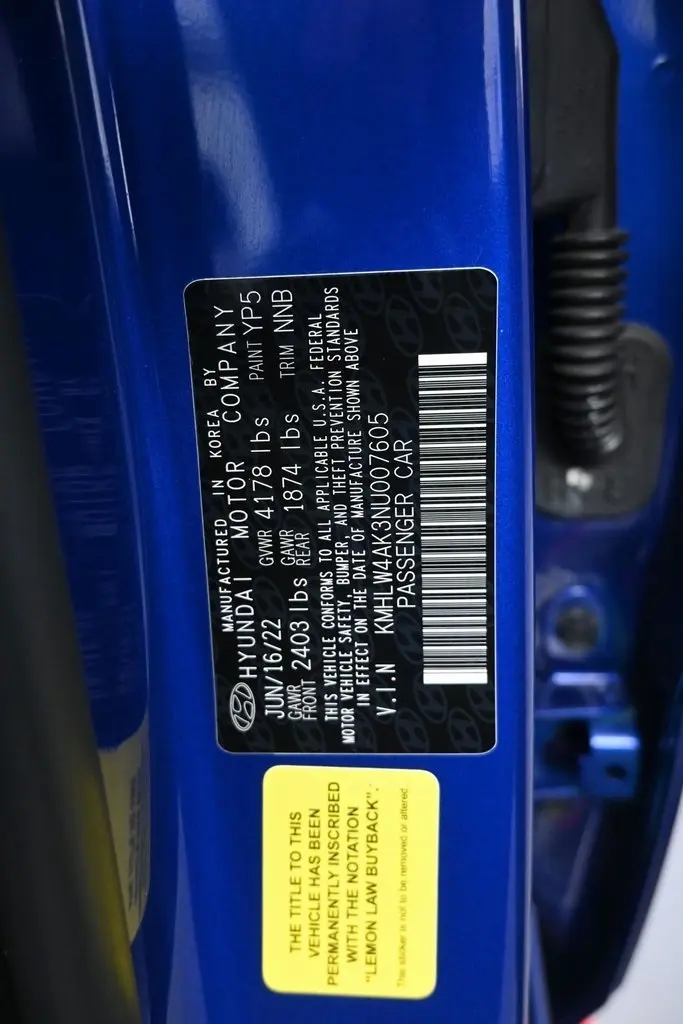 MANUFACTURED IN KOREA BY
HYUNDAI MOTOR COMPANY
JUN/16/22 GVWR 4178 lbs PAINT YP5
GAWR FRONT 2403 lbs GAWR REAR 1874 lbs TRIM NNB
THIS VEHICLE CONFORMS TO ALL APPLICABLE U.S.A. FEDERAL
MOTOR VEHICLE SAFETY, BUMPER, AND THEFT PREVENTION STANDARDS
IN EFFECT ON THE DATE OF MANUFACTURE SHOWN ABOVE
V.I.N KMHLW4AK3NU007605
PASSENGER CAR
THE TITLE TO THIS
VEHICLE HAS BEEN
PERMANENTLY INSCRIBED
WITH THE NOTATION
"LEMON LAW BUYBACK".
This sticker is not to be removed or altered